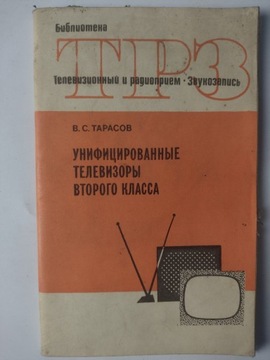 Библиотека
ТРЗ
Телевизионный и радиоприем · Звукозапись
В. С. ТАРАСОВ
УНИФИЦИРОВАННЫЕ
ТЕЛЕВИЗОРЫ
ВТОРОГО КЛАССА